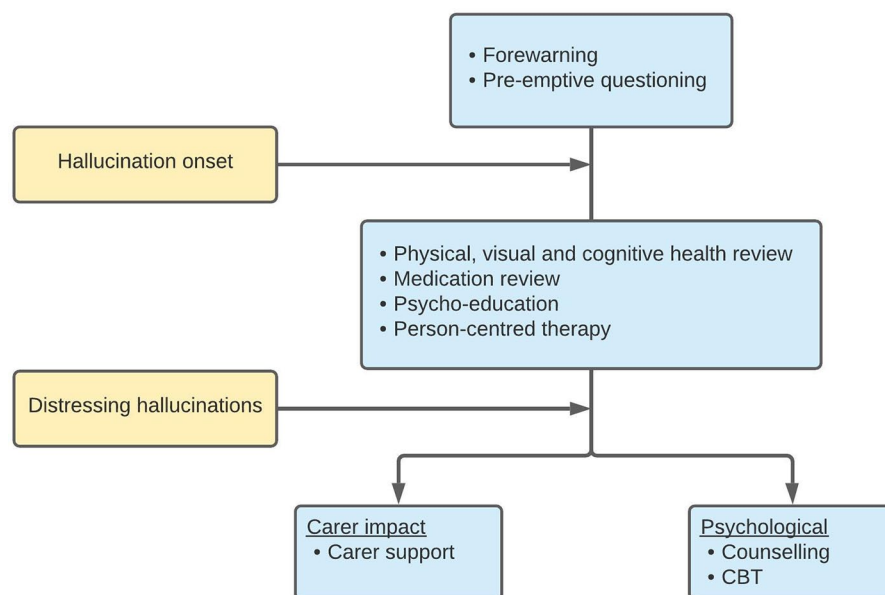 • Forewarning
• Pre-emptive questioning
Hallucination onset
• Physical, visual and cognitive health review
• Medication review
• Psycho-education
• Person-centred therapy
Distressing hallucinations
Carer impact
• Carer support
Psychological
• Counselling
• CBT